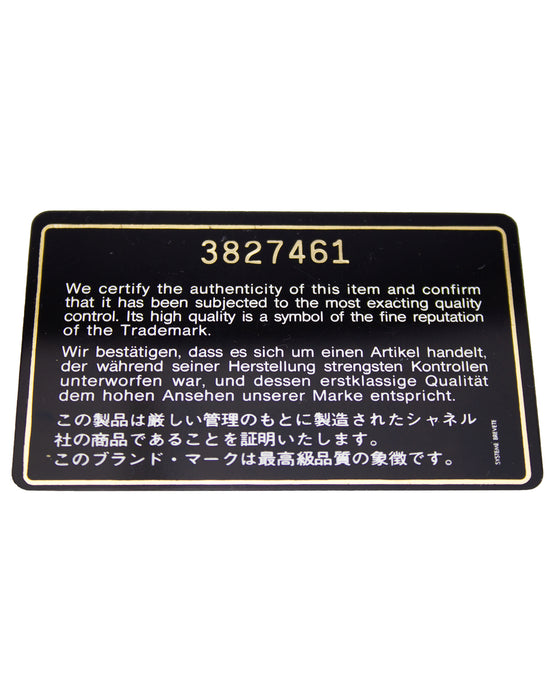 3827461
We certify the authenticity of this item and confirm
that it has been subjected to the most exacting quality
control. Its high quality is a symbol of the fine reputation
of the Trademark.
Wir bestätigen, dass es sich um einen Artikel handelt,
der während seiner Herstellung strengsten Kontrollen
unterworfen war, und dessen erstklassige Qualität
dem hohen Ansehen unserer Marke entspricht.
この製品は厳しい管理のもとに製造されたシャネル
社の商品であることを証明いたします。
このブランド・マークは最高級品質の象徴です。
SYSTEME BREVETE